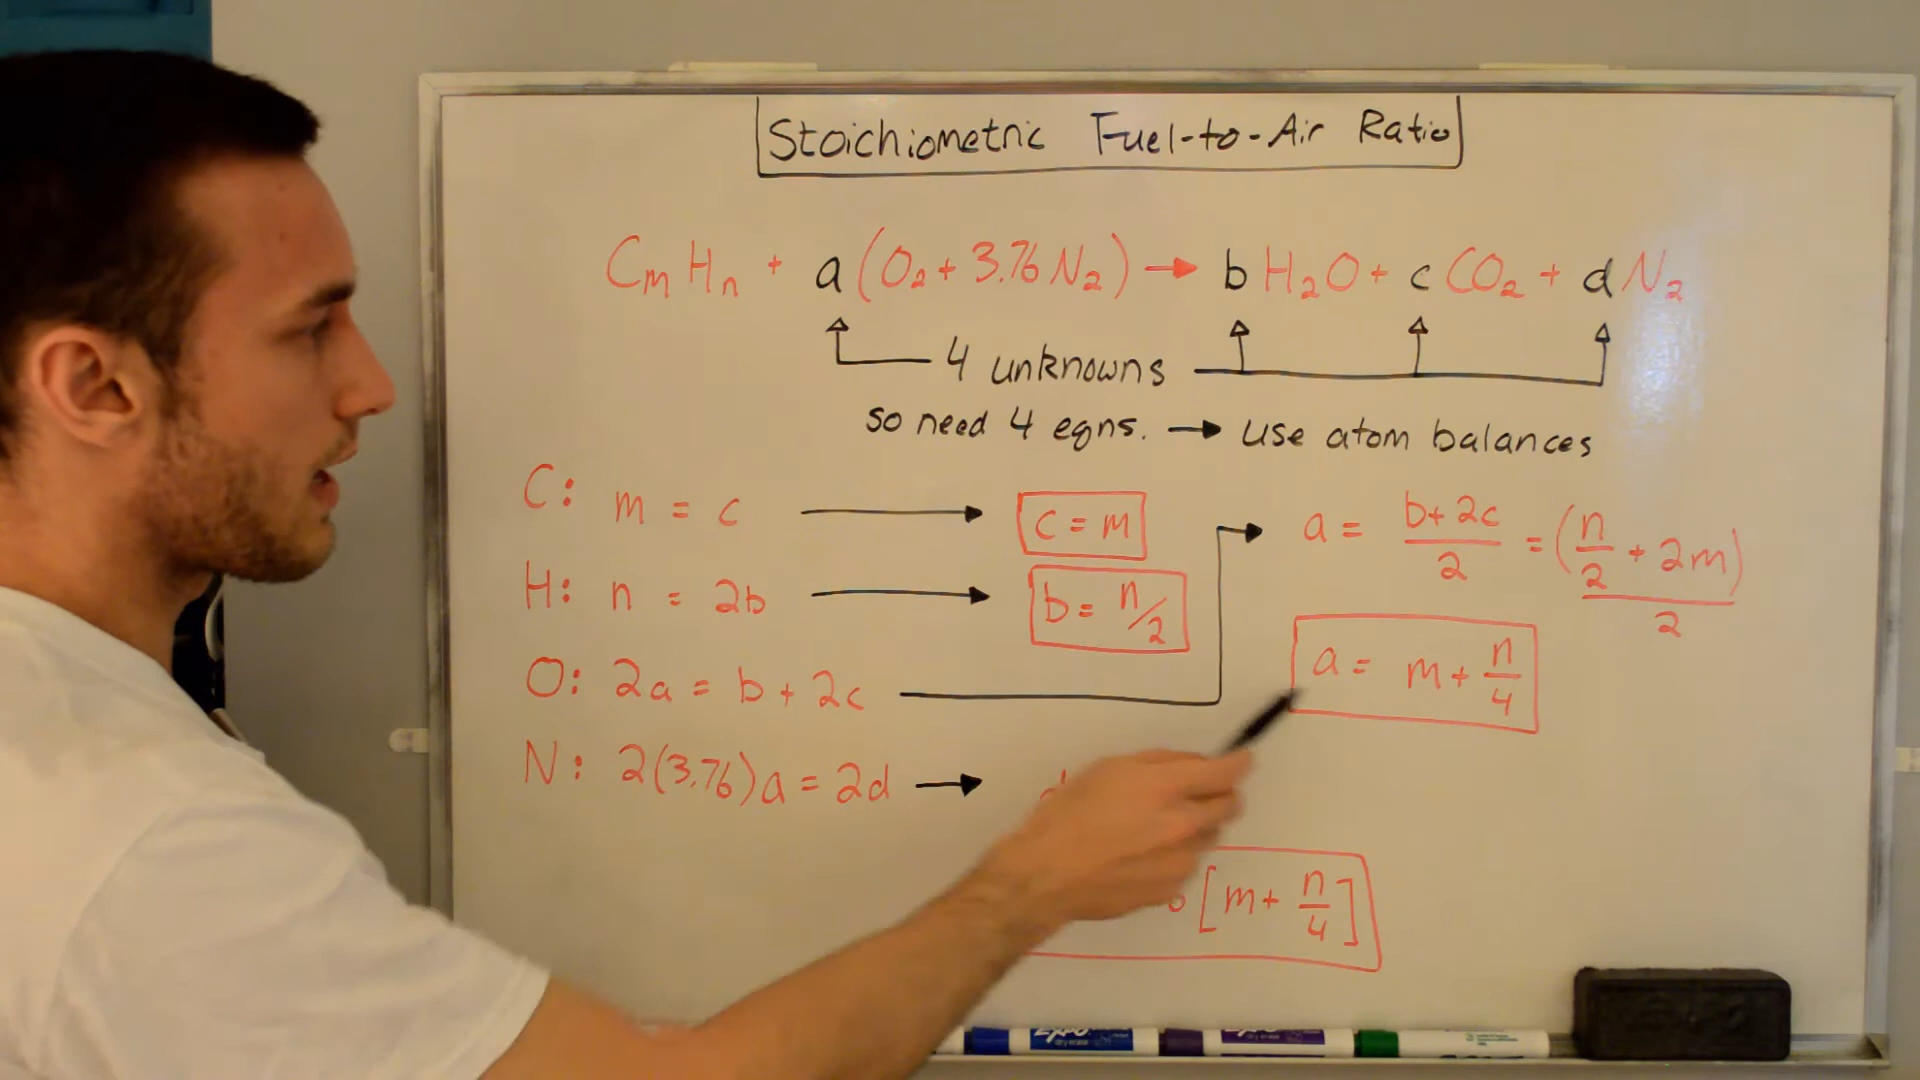 Stoichiometric Fuel-to-Air Ratio
CₘHₙ + a(O₂ + 3.76 N₂) → b H₂O + c CO₂ + d N₂
4 unknowns
so need 4 eqns. → use atom balances
C: m = c → c = m
H: n = 2b → b = n/2
O: 2a = b + 2c → a = (b + 2c)/2 = (n/2 + 2m)/2
a = m + n/4
N: 2(3.76)a = 2d → d
[m + n/4]
EXPO